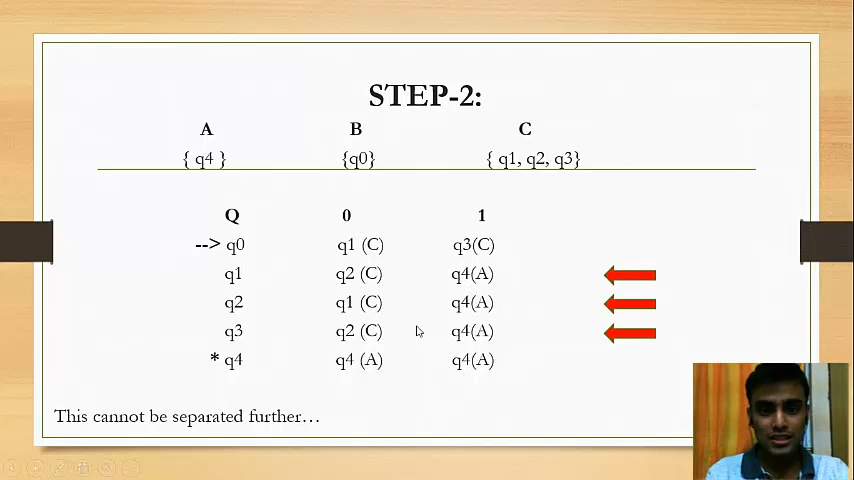 STEP-2:
A B C
{ q4 } {q0} { q1, q2, q3}
Q 0 1
--> q0 q1 (C) q3(C)
q1 q2 (C) q4(A)
q2 q1 (C) q4(A)
q3 q2 (C) q4(A)
* q4 q4 (A) q4(A)
This cannot be separated further…